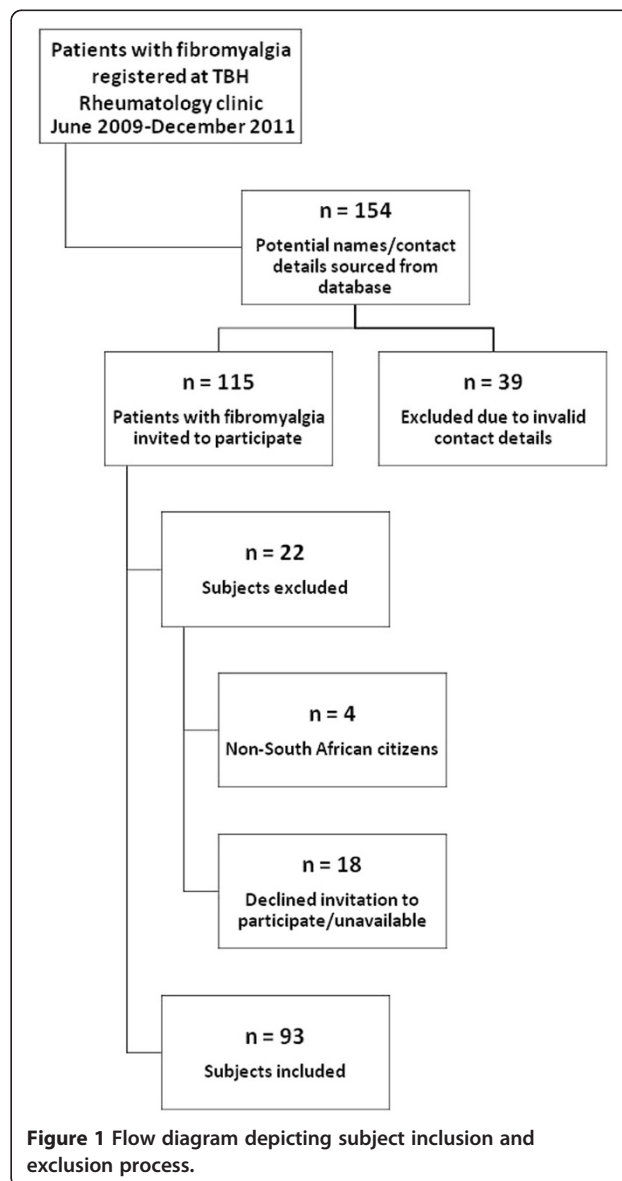 Patients with fibromyalgia
registered at TBH
Rheumatology clinic
June 2009-December 2011
n = 154
Potential names/contact
details sourced from
database
n = 115
Patients with fibromyalgia
invited to participate
n = 39
Excluded due to invalid
contact details
n = 22
Subjects excluded
n = 4
Non-South African citizens
n = 18
Declined invitation to
participate/unavailable
n = 93
Subjects included
Figure 1 Flow diagram depicting subject inclusion and
exclusion process.